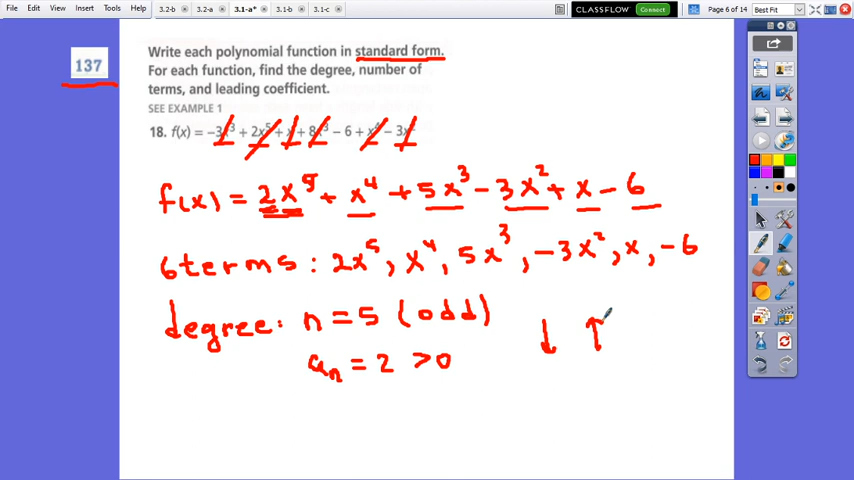 File Edit View Insert Tools Help 3.2-b 3.2-a 3.1-a* 3.1-b 3.1-c CLASSFLOW Connect Page 6 of 14 Best Fit
137
Write each polynomial function in standard form.
For each function, find the degree, number of
terms, and leading coefficient.
SEE EXAMPLE 1
18. f(x) = −3x³ + 2x⁵ + x + 8x³ − 6 + x⁴ − 3x²
f(x) = 2x⁵ + x⁴ + 5x³ − 3x² + x − 6
6 terms : 2x⁵, x⁴, 5x³, −3x², x, −6
degree: n = 5 (odd) ↓ ↑
aₙ = 2 > 0